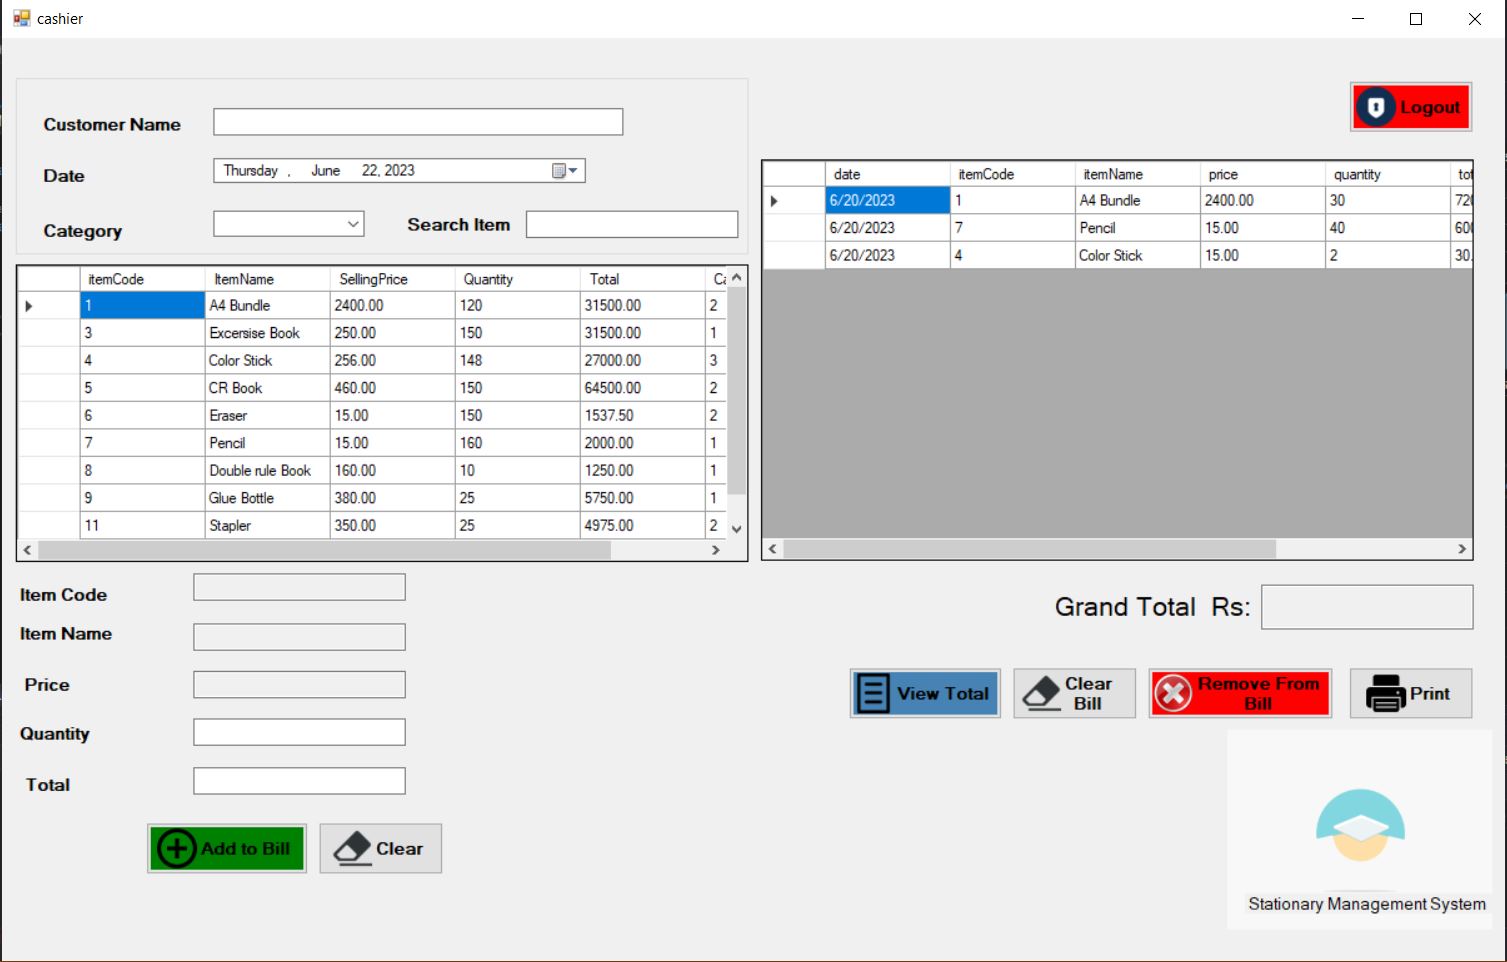 cashier
Customer Name
Date Thursday , June 22, 2023
Category Search Item
Logout
itemCode ItemName SellingPrice Quantity Total
1 A4 Bundle 2400.00 120 31500.00 2
3 Excersise Book 250.00 150 31500.00 1
4 Color Stick 256.00 148 27000.00 3
5 CR Book 460.00 150 64500.00 2
6 Eraser 15.00 150 1537.50 2
7 Pencil 15.00 160 2000.00 1
8 Double rule Book 160.00 10 1250.00 1
9 Glue Bottle 380.00 25 5750.00 1
11 Stapler 350.00 25 4975.00 2
date itemCode itemName price quantity
6/20/2023 1 A4 Bundle 2400.00 30
6/20/2023 7 Pencil 15.00 40
6/20/2023 4 Color Stick 15.00 2 30.
Item Code
Item Name
Price
Quantity
Total
Add to Bill Clear
Grand Total Rs:
View Total
Clear
Bill
Remove From
Bill
Print
Stationary Management System